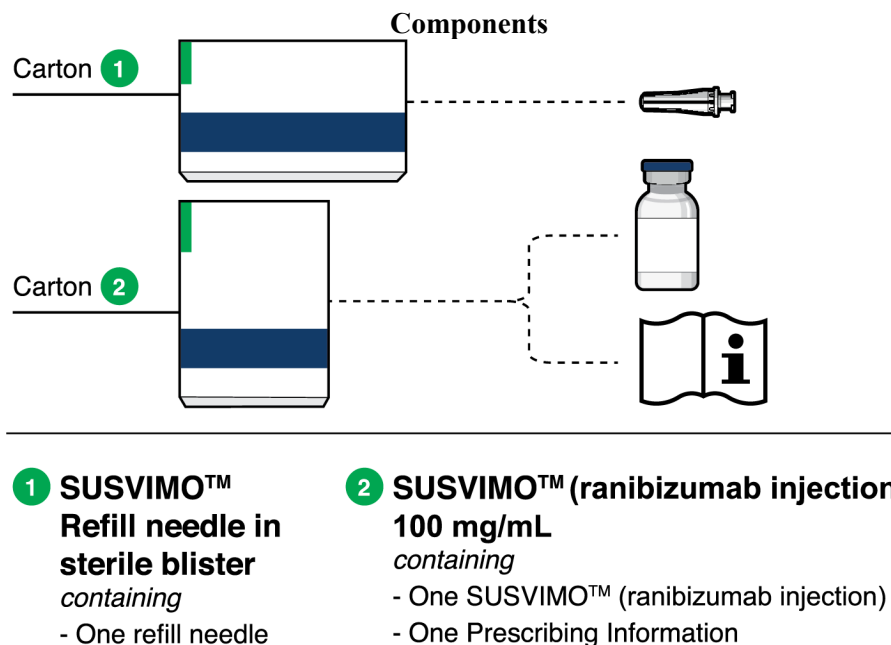 Components
Carton 1
Carton 2
1 SUSVIMO™
Refill needle in
sterile blister
containing
- One refill needle
2 SUSVIMO™ (ranibizumab injection
100 mg/mL
containing
- One SUSVIMO™ (ranibizumab injection)
- One Prescribing Information